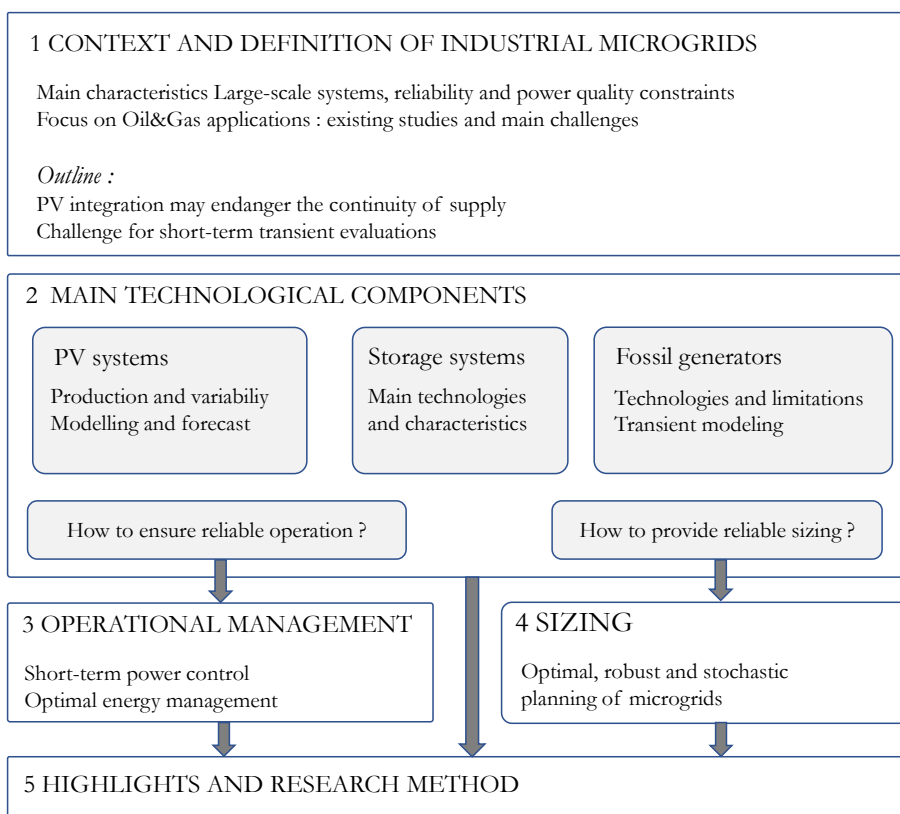 1 CONTEXT AND DEFINITION OF INDUSTRIAL MICROGRIDS
Main characteristics Large-scale systems, reliability and power quality constraints
Focus on Oil&Gas applications : existing studies and main challenges
Outline :
PV integration may endanger the continuity of supply
Challenge for short-term transient evaluations
2 MAIN TECHNOLOGICAL COMPONENTS
PV systems
Production and variabiliy
Modelling and forecast
Storage systems
Main technologies
and characteristics
Fossil generators
Technologies and limitations
Transient modeling
How to ensure reliable operation ?
How to provide reliable sizing ?
3 OPERATIONAL MANAGEMENT
Short-term power control
Optimal energy management
4 SIZING
Optimal, robust and stochastic
planning of microgrids
5 HIGHLIGHTS AND RESEARCH METHOD